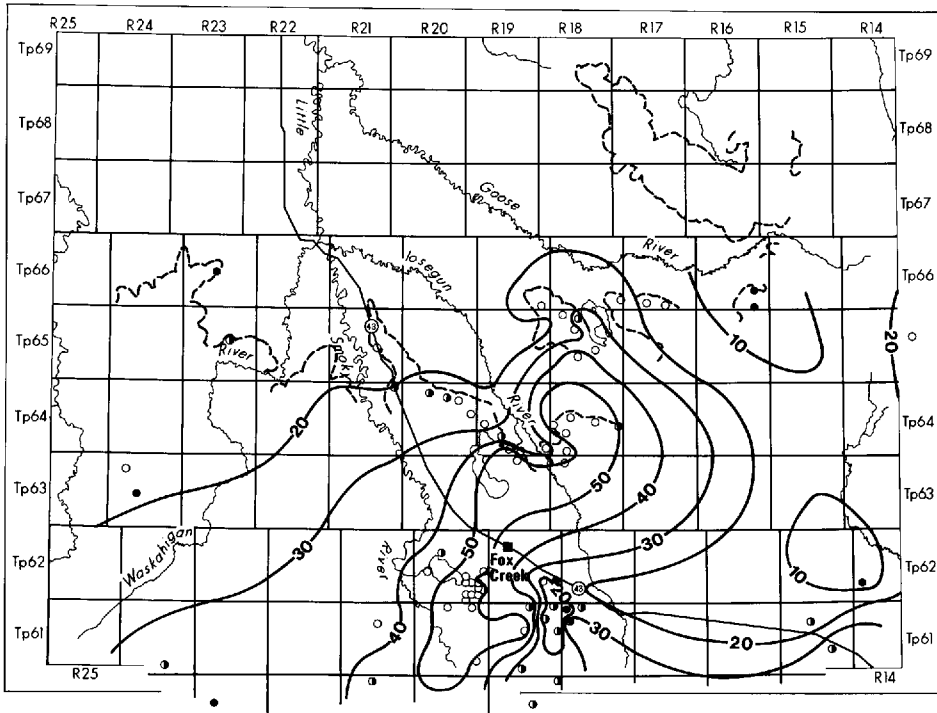 R25 R24 R23 R22 R21 R20 R19 R18 R17 R16 R15 R14
Tp69 Tp69
Tp68 Little Tp68
Tp67 Goose Tp67
Tp66 Iosegun River Tp66
Tp65 43 Smoky 10 20
Tp65
River
Tp64 20 River Tp64
Tp63 50 40 Tp63
30 30
Tp62 Waskahigan River 50 Fox Creek 43 10 Tp62
40
Tp61 40 30 20 Tp61
R25 R14